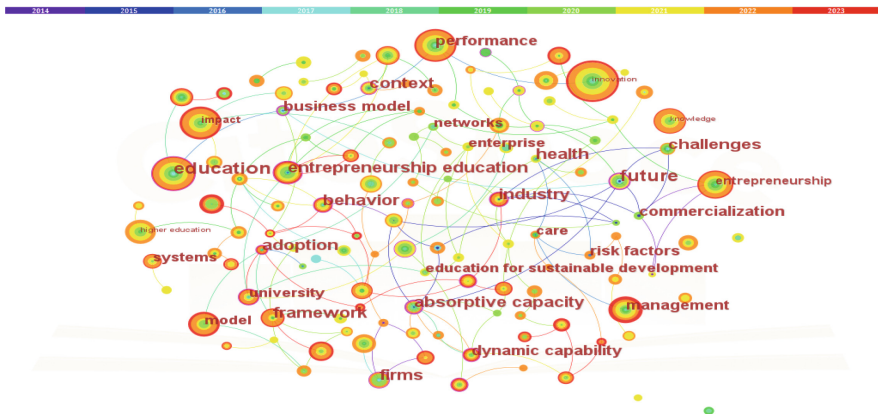 2014 2015 2016 2017 2018 2019 2020 2021 2022 2023
performance
innovation
context
business model
impact
knowledge
networks
enterprise
challenges
health
education
entrepreneurship education
future
entrepreneurship
behavior
industry
commercialization
higher education
care
adoption
risk factors
systems
education for sustainable development
university
absorptive capacity
management
framework
model
dynamic capability
firms